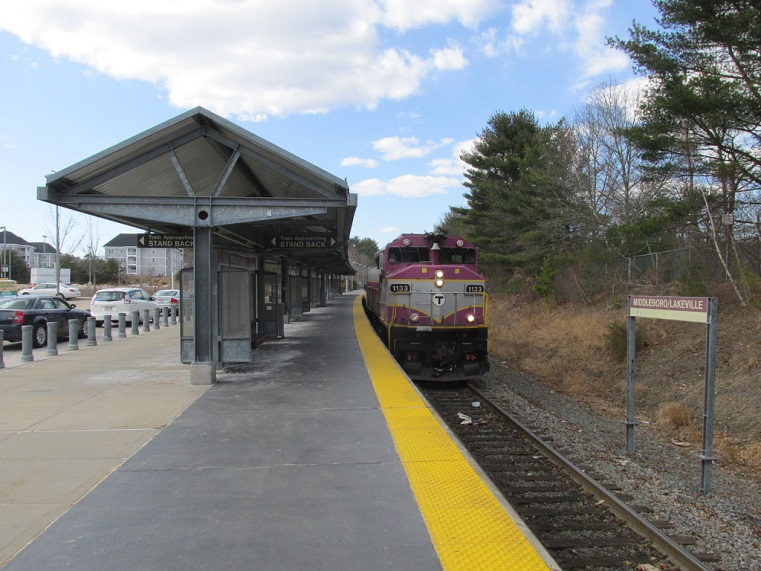 Train Approaching
STAND BACK
Train Approaching
STAND BACK
1133
T
1133
MIDDLEBORO/LAKEVILLE